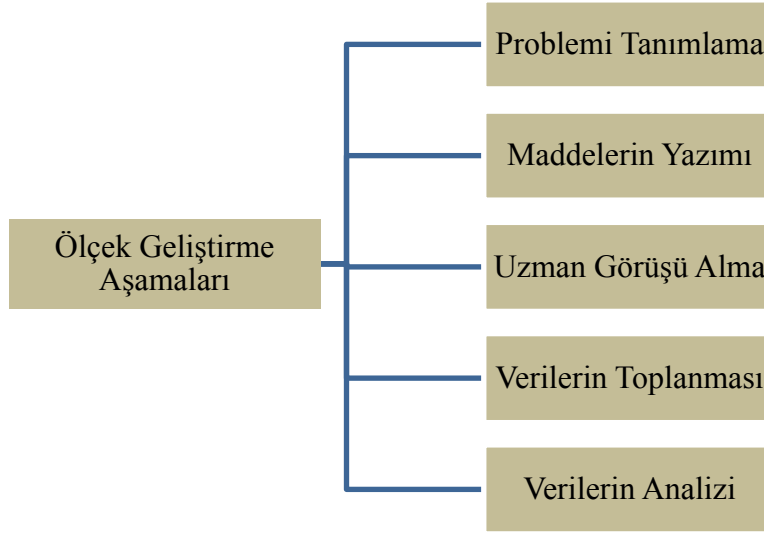 Problemi Tanımlama
Maddelerin Yazımı
Ölçek Geliştirme
Aşamaları
Uzman Görüşü Alma
Verilerin Toplanması
Verilerin Analizi